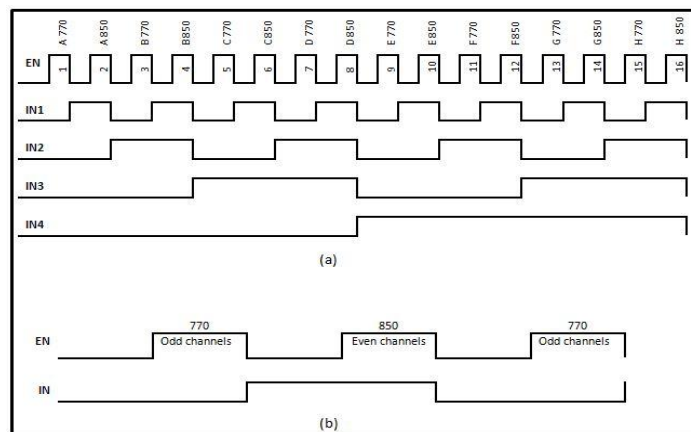 A 770 A 850 B 770 B850 C 770 C850 D 770 D 850 E 770 E850 F 770 F850 G 770 G 850 H 770 H 850
EN 1 2 3 4 5 6 7 8 9 10 11 12 13 14 15 16
IN1
IN2
IN3
IN4
(a)
770 850 770
EN Odd channels Even channels Odd channels
IN
(b)